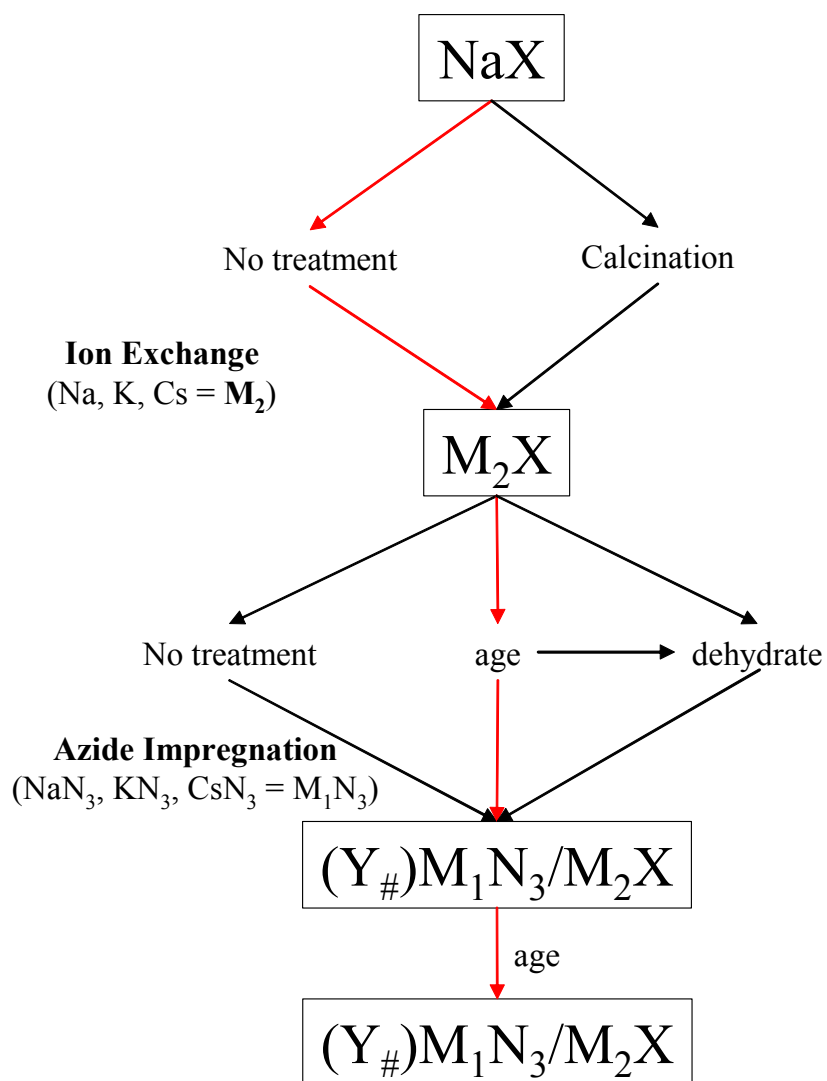 NaX
No treatment
Calcination
Ion Exchange
(Na, K, Cs = M₂)
M₂X
No treatment
age
dehydrate
Azide Impregnation
(NaN₃, KN₃, CsN₃ = M₁N₃)
(Y#)M₁N₃/M₂X
age
(Y#)M₁N₃/M₂X